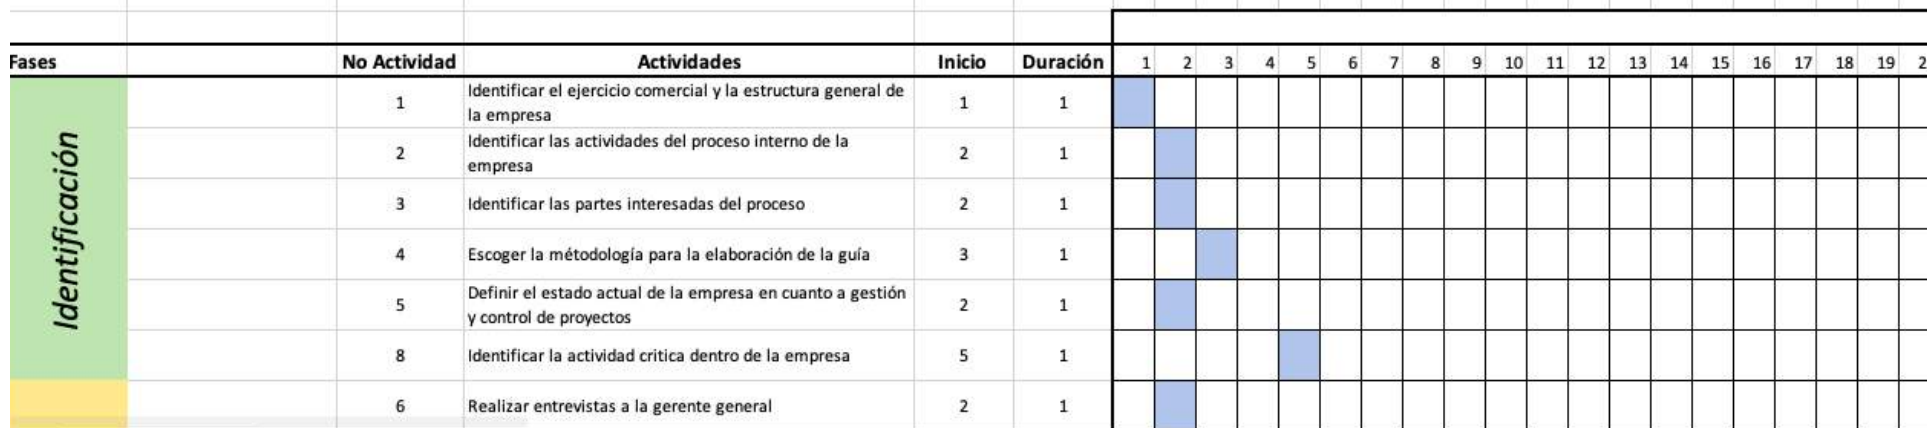 Fases No Actividad Actividades Inicio Duración 1 2 3 4 5 6 7 8 9 10 11 12 13 14 15 16 17 18 19 2
Identificación
1 Identificar el ejercicio comercial y la estructura general de
la empresa 1 1
2 Identificar las actividades del proceso interno de la
empresa 2 1
3 Identificar las partes interesadas del proceso 2 1
4 Escoger la métodología para la elaboración de la guía 3 1
5 Definir el estado actual de la empresa en cuanto a gestión
y control de proyectos 2 1
8 Identificar la actividad critica dentro de la empresa 5 1
6 Realizar entrevistas a la gerente general 2 1